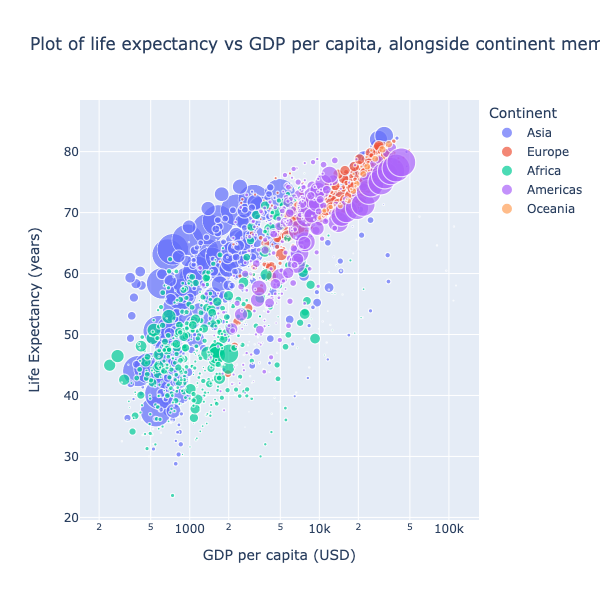 Plot of life expectancy vs GDP per capita, alongside continent mem
Continent
Asia
Europe
Africa
Americas
Oceania
Life Expectancy (years)
80
70
60
50
40
30
20
2 5 1000 2 5 10k 2 5 100k
GDP per capita (USD)